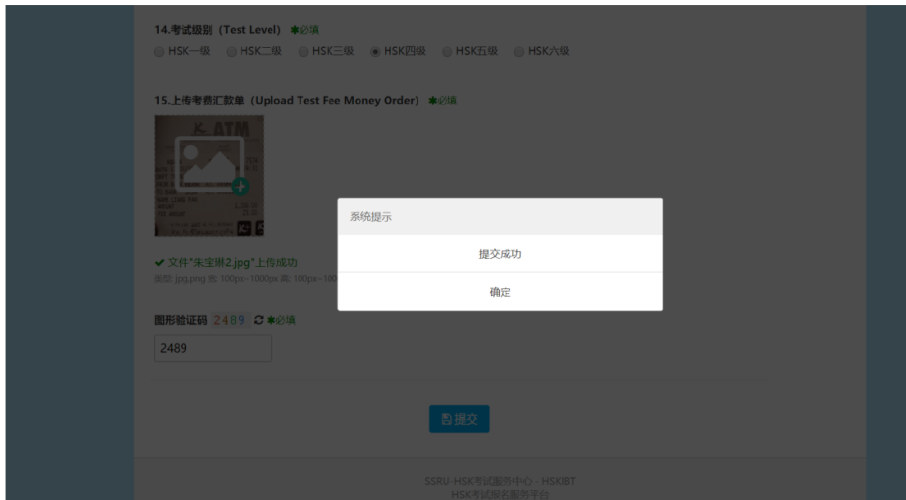 14.考试级别（Test Level） ✱必填
HSK一级 HSK二级 HSK三级 HSK四级 HSK五级 HSK六级
15.上传考费汇款单（Upload Test Fee Money Order） ✱必填
ATM
系统提示
提交成功
确定
文件"朱宝琳2.jpg"上传成功
图形验证码 2489 ✱必填
2489
提交
SSRU-HSK考试服务中心 - HSKIBT
HSK考试报名服务平台